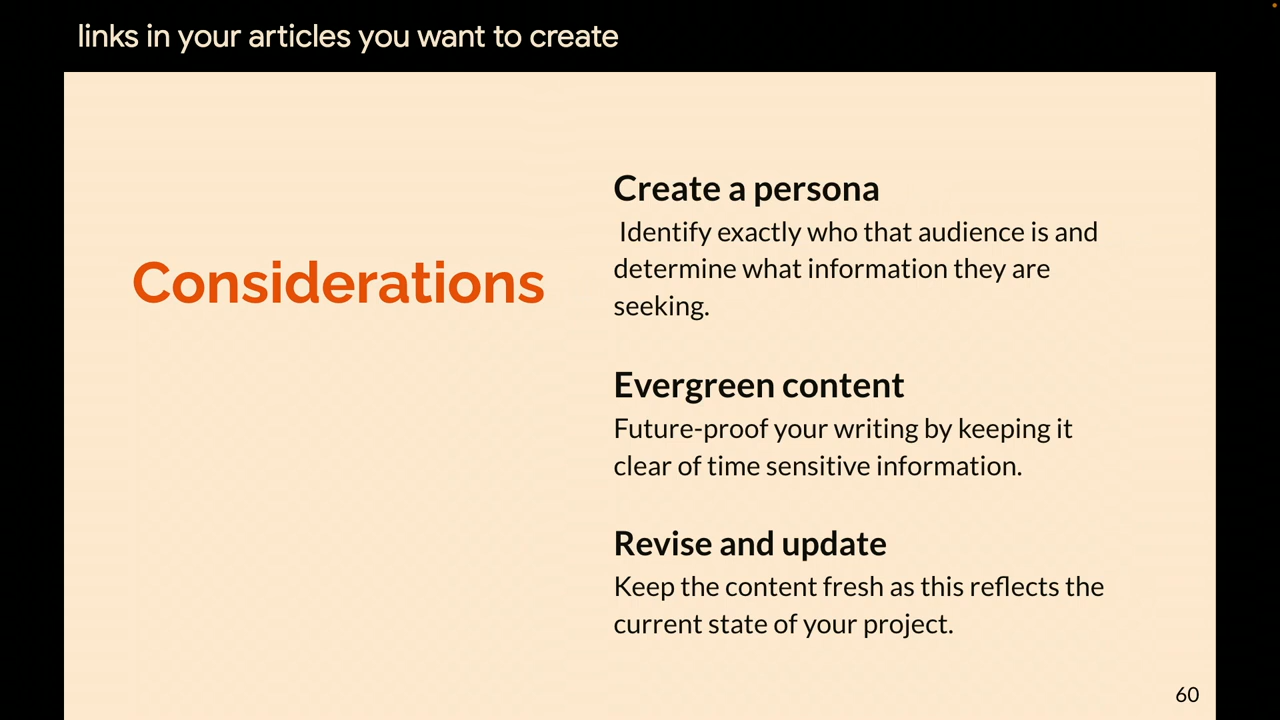 links in your articles you want to create
Considerations
Create a persona
Identify exactly who that audience is and
determine what information they are
seeking.
Evergreen content
Future-proof your writing by keeping it
clear of time sensitive information.
Revise and update
Keep the content fresh as this reflects the
current state of your project.
60